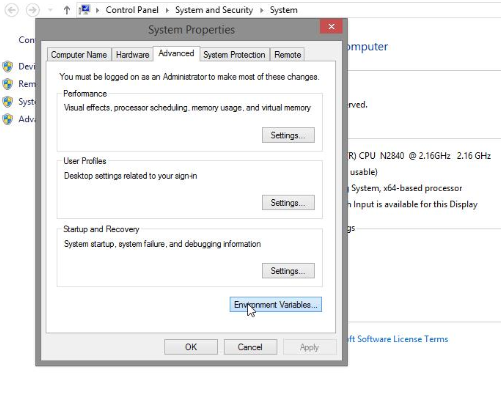 Control Panel ▸ System and Security ▸ System
System Properties
Computer Name Hardware Advanced System Protection Remote
You must be logged on as an Administrator to make most of these changes.
Performance
Visual effects, processor scheduling, memory usage, and virtual memory
Settings...
User Profiles
Desktop settings related to your sign-in
Settings...
Startup and Recovery
System startup, system failure, and debugging information
Settings...
Environment Variables...
OK Cancel Apply
Con
Devi
Rem
Syst
Adva
omputer
rved.
R) CPU N2840 @ 2.16GHz 2.16 GHz
usable)
System, x64-based processor
Input is available for this Display
gs
ft Software License Terms